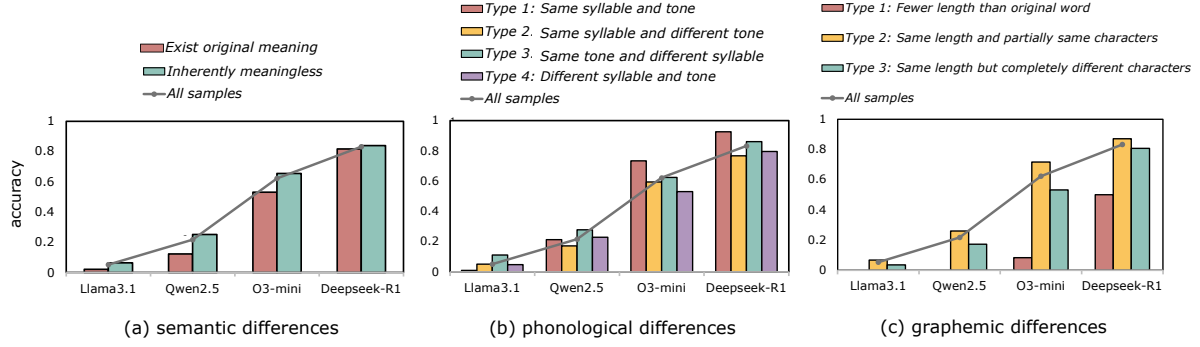 Exist original meaning
Inherently meaningless
All samples
1
0.8
0.6
0.4
0.2
0
accuracy
Llama3.1 Qwen2.5 O3-mini Deepseek-R1
(a) semantic differences
Type 1: Same syllable and tone
Type 2. Same syllable and different tone
Type 3. Same tone and different syllable
Type 4: Different syllable and tone
All samples
1
0.8
0.6
0.4
0.2
0
Llama3.1 Qwen2.5 O3-mini Deepseek-R1
(b) phonological differences
Type 1: Fewer length than original word
Type 2: Same length and partially same characters
Type 3: Same length but completely different characters
All samples
1
0.8
0.6
0.4
0.2
0
Llama3.1 Qwen2.5 O3-mini Deepseek-R1
(c) graphemic differences